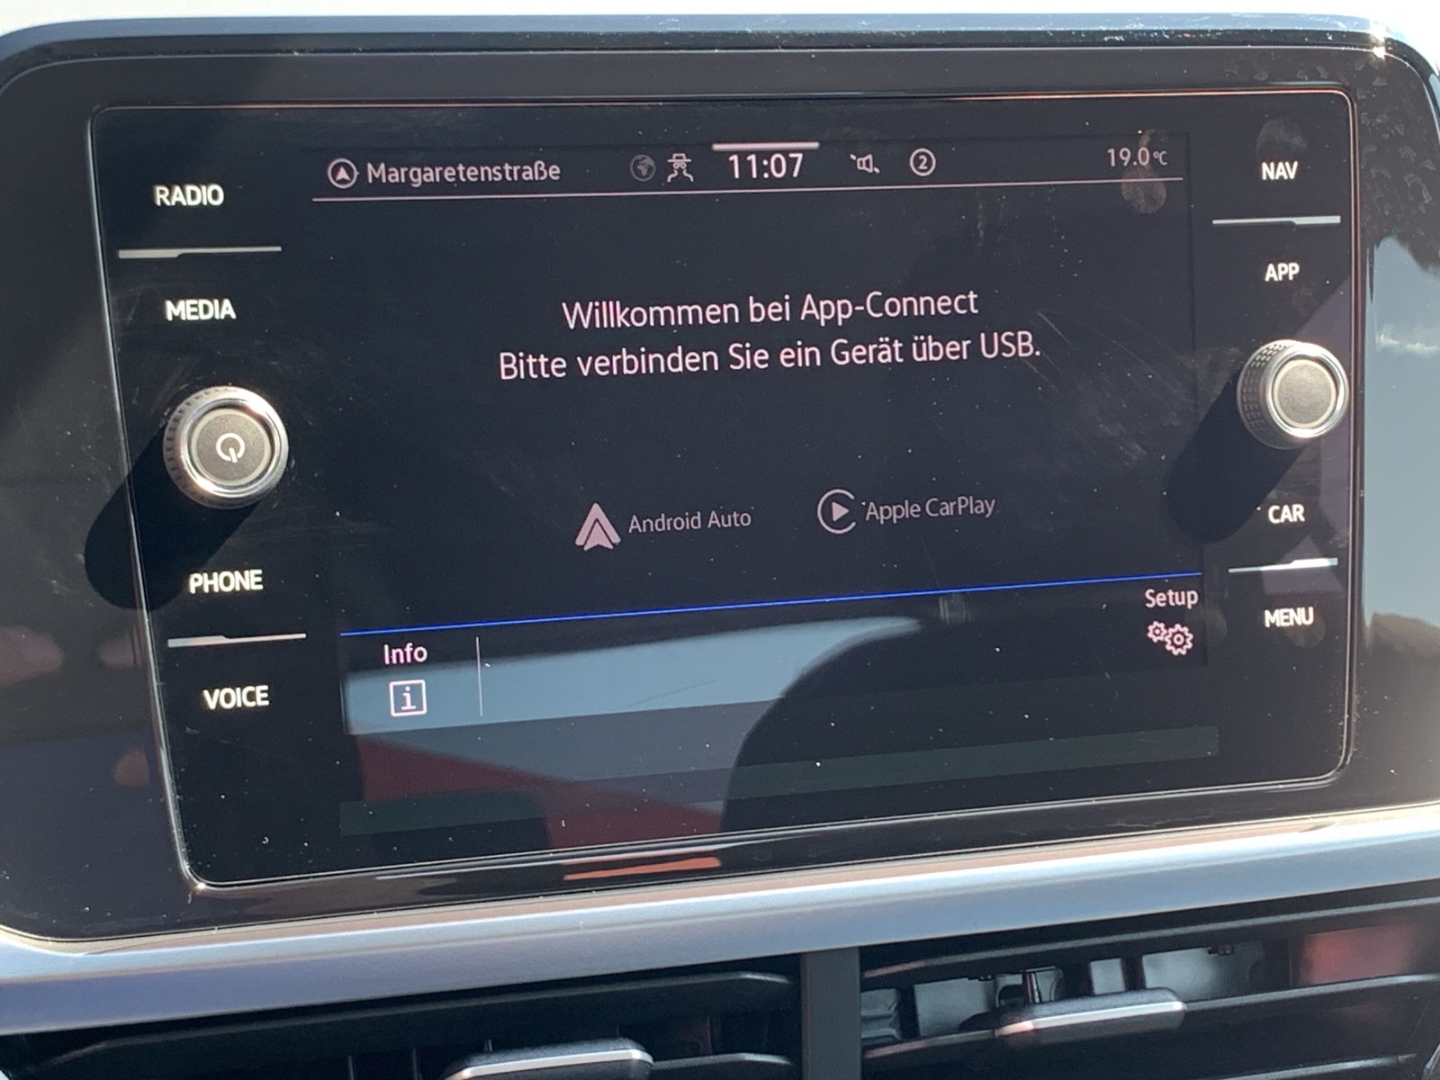 RADIO
MEDIA
PHONE
VOICE
Margaretenstraße
11:07
2
19.0°C
Willkommen bei App-Connect
Bitte verbinden Sie ein Gerät über USB.
Android Auto
Apple CarPlay
Info
i
Setup
NAV
APP
CAR
MENU